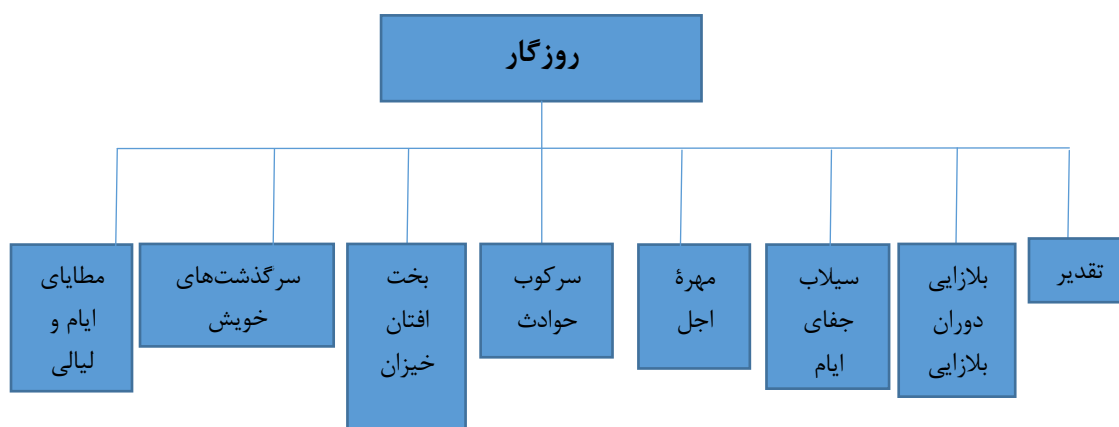 روزگار
تقدیر
بلازایی
دوران
بلازایی
سیلاب
جفای
ایام
مهرۀ
اجل
سرکوب
حوادث
بخت
افتان
خیزان
سرگذشت‌های
خویش
مطایای
ایام و
لیالی